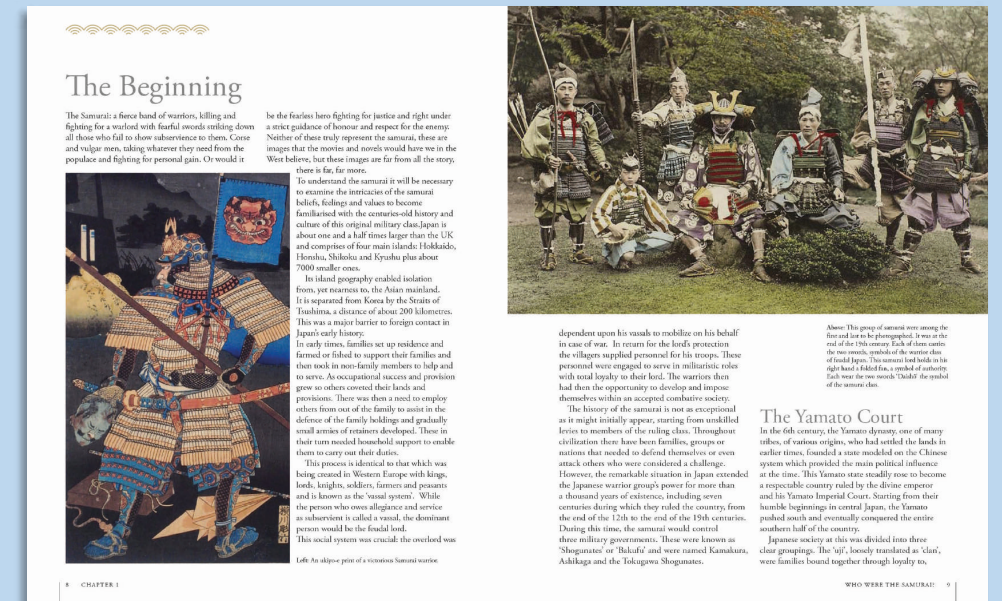 The Beginning
The Samurai: a fierce band of warriors, killing and
fighting for a warlord with fearful swords striking down
all those who fail to show subservience to them. Corse
and vulgar men, taking whatever they need from the
populace and fighting for personal gain. Or would it
be the fearless hero fighting for justice and right under
a strict guidance of honour and respect for the enemy.
Neither of these truly represent the samurai, these are
images that the movies and novels would have we in the
West believe, but these images are far from all the story,
there is far, far more.
To understand the samurai it will be necessary
to examine the intricacies of the samurai
beliefs, feelings and values to become
familiarised with the centuries-old history and
culture of this original military class.Japan is
about one and a half times larger than the UK
and comprises of four main islands: Hokkaido,
Honshu, Shikoku and Kyushu plus about
7000 smaller ones.
Its island geography enabled isolation
from, yet nearness to, the Asian mainland.
It is separated from Korea by the Straits of
Tsushima, a distance of about 200 kilometres.
This was a major barrier to foreign contact in
Japan's early history.
In early times, families set up residence and
farmed or fished to support their families and
then took in non-family members to help and
to serve. As occupational success and provision
grew so others coveted their lands and
provisions. There was then a need to employ
others from out of the family to assist in the
defence of the family holdings and gradually
small armies of retainers developed. These in
their turn needed household support to enable
them to carry out their duties.
This process is identical to that which was
being created in Western Europe with kings,
lords, knights, soldiers, farmers and peasants
and is known as the 'vassal system'. While
the person who owes allegiance and service
as subservient is called a vassal, the dominant
person would be the feudal lord.
This social system was crucial: the overlord was
Left: An ukiyo-e print of a victorious Samurai warrior.
8 CHAPTER 1
dependent upon his vassals to mobilize on his behalf
in case of war. In return for the lord's protection
the villagers supplied personnel for his troops. These
personnel were engaged to serve in militaristic roles
with total loyalty to their lord. The warriors then
had then the opportunity to develop and impose
themselves within an accepted combative society.
The history of the samurai is not as exceptional
as it might initially appear, starting from unskilled
levies to members of the ruling class. Throughout
civilization there have been families, groups or
nations that needed to defend themselves or even
attack others who were considered a challenge.
However, the remarkable situation in Japan extended
the Japanese warrior group's power for more than
a thousand years of existence, including seven
centuries during which they ruled the country, from
the end of the 12th to the end of the 19th centuries.
During this time, the samurai would control
three military governments. These were known as
'Shogunates' or 'Bakufu' and were named Kamakura,
Ashikaga and the Tokugawa Shogunates.
Above: This group of samurai were among the
first and last to be photographed. It was at the
end of the 19th century. Each of them carries
the two swords, symbols of the warrior class
of feudal Japan. This samurai lord holds in his
right hand a folded fan, a symbol of authority.
Each wear the two swords 'Daishō' the symbol
of the samurai class.
The Yamato Court
In the 6th century, the Yamato dynasty, one of many
tribes, of various origins, who had settled the lands in
earlier times, founded a state modeled on the Chinese
system which provided the main political influence
at the time. This Yamato state steadily rose to become
a respectable country ruled by the divine emperor
and his Yamato Imperial Court. Starting from their
humble beginnings in central Japan, the Yamato
pushed south and eventually conquered the entire
southern half of the country.
Japanese society at this was divided into three
clear groupings. The 'uji', loosely translated as 'clan',
were families bound together through loyalty to,
WHO WERE THE SAMURAI? 9